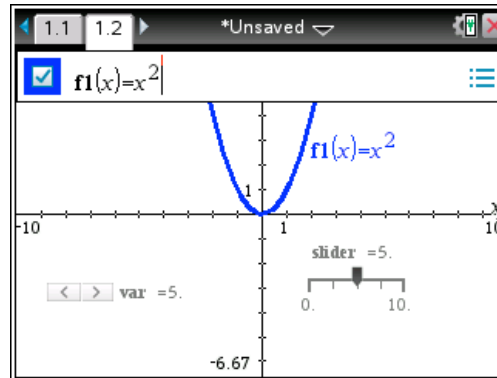 1.1 1.2 *Unsaved
f1(x)=x²
f1(x)=x²
1
-10 1 10
x
slider =5.
< > var =5.
0. 10.
-6.67